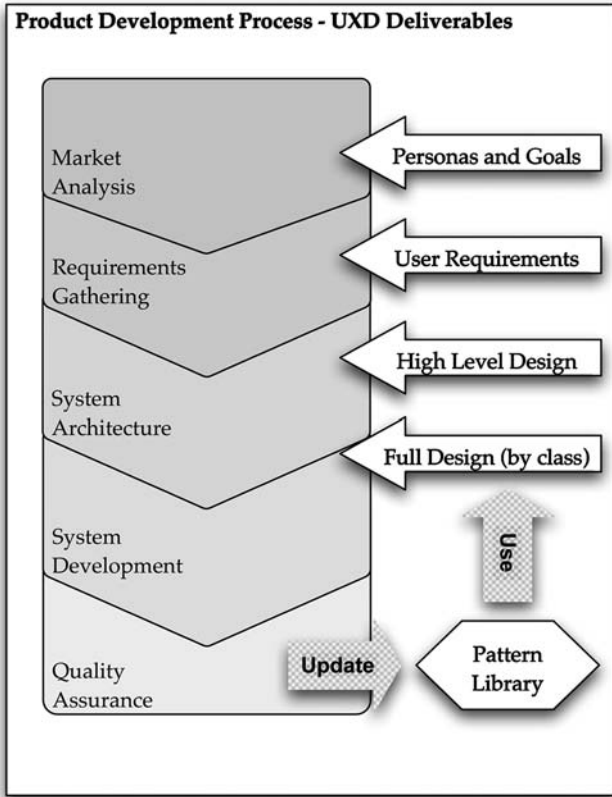 Product Development Process - UXD Deliverables
Market
Analysis
Personas and Goals
Requirements
Gathering
User Requirements
High Level Design
System
Architecture
Full Design (by class)
System
Development
Use
Quality
Assurance
Update
Pattern
Library